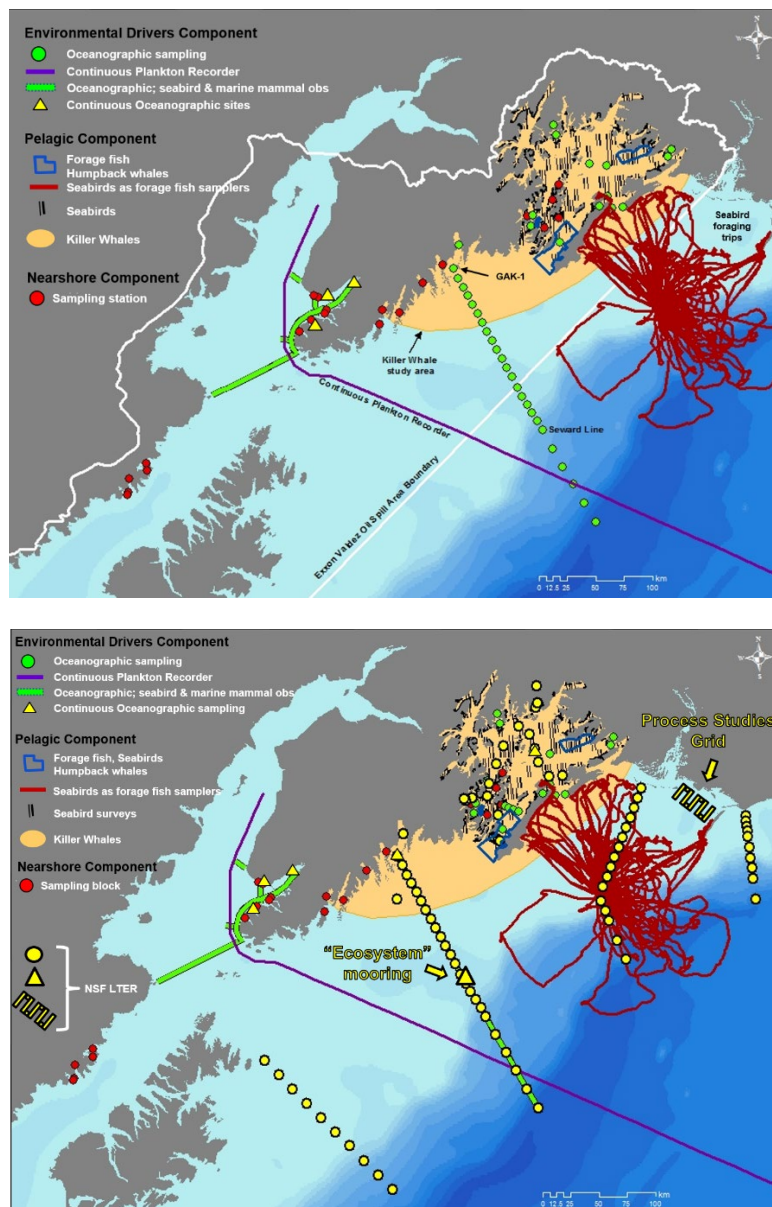 Environmental Drivers Component
Oceanographic sampling
Continuous Plankton Recorder
Oceanographic; seabird & marine mammal obs
Continuous Oceanographic sites
Pelagic Component
Forage fish
Humpback whales
Seabirds as forage fish samplers
Seabirds
Killer Whales
Nearshore Component
Sampling station
N
W
E
S
Seabird
foraging
trips
GAK-1
Killer Whale
study area
Continuous Plankton Recorder
Seward Line
Exxon Valdez Oil Spill Area Boundary
0 12.5 25 50 75 100
km
Environmental Drivers Component
Oceanographic sampling
Continuous Plankton Recorder
Oceanographic; seabird & marine mammal obs
Continuous Oceanographic sampling
Pelagic Component
Forage fish, Seabirds
Humpback whales
Seabirds as forage fish samplers
Seabird surveys
Killer Whales
Nearshore Component
Sampling block
NSF LTER
N
W
E
S
Process Studies
Grid
“Ecosystem”
mooring
0 12.5 25 50 75 100
km